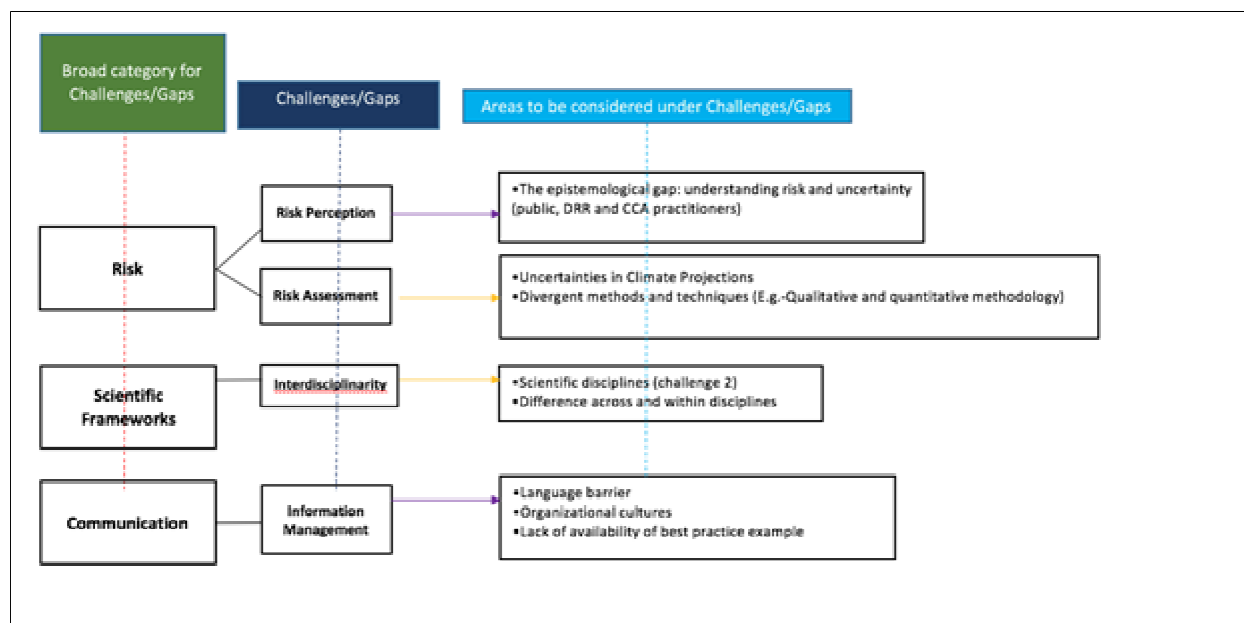 Broad category for
Challenges/Gaps
Challenges/Gaps
Areas to be considered under Challenges/Gaps
Risk
Risk Perception
•The epistemological gap: understanding risk and uncertainty
(public, DRR and CCA practitioners)
Risk Assessment
•Uncertainties in Climate Projections
•Divergent methods and techniques (E.g.-Qualitative and quantitative methodology)
Scientific
Frameworks
Interdisciplinarity
•Scientific disciplines (challenge 2)
•Difference across and within disciplines
Communication
Information
Management
•Language barrier
•Organizational cultures
•Lack of availability of best practice example